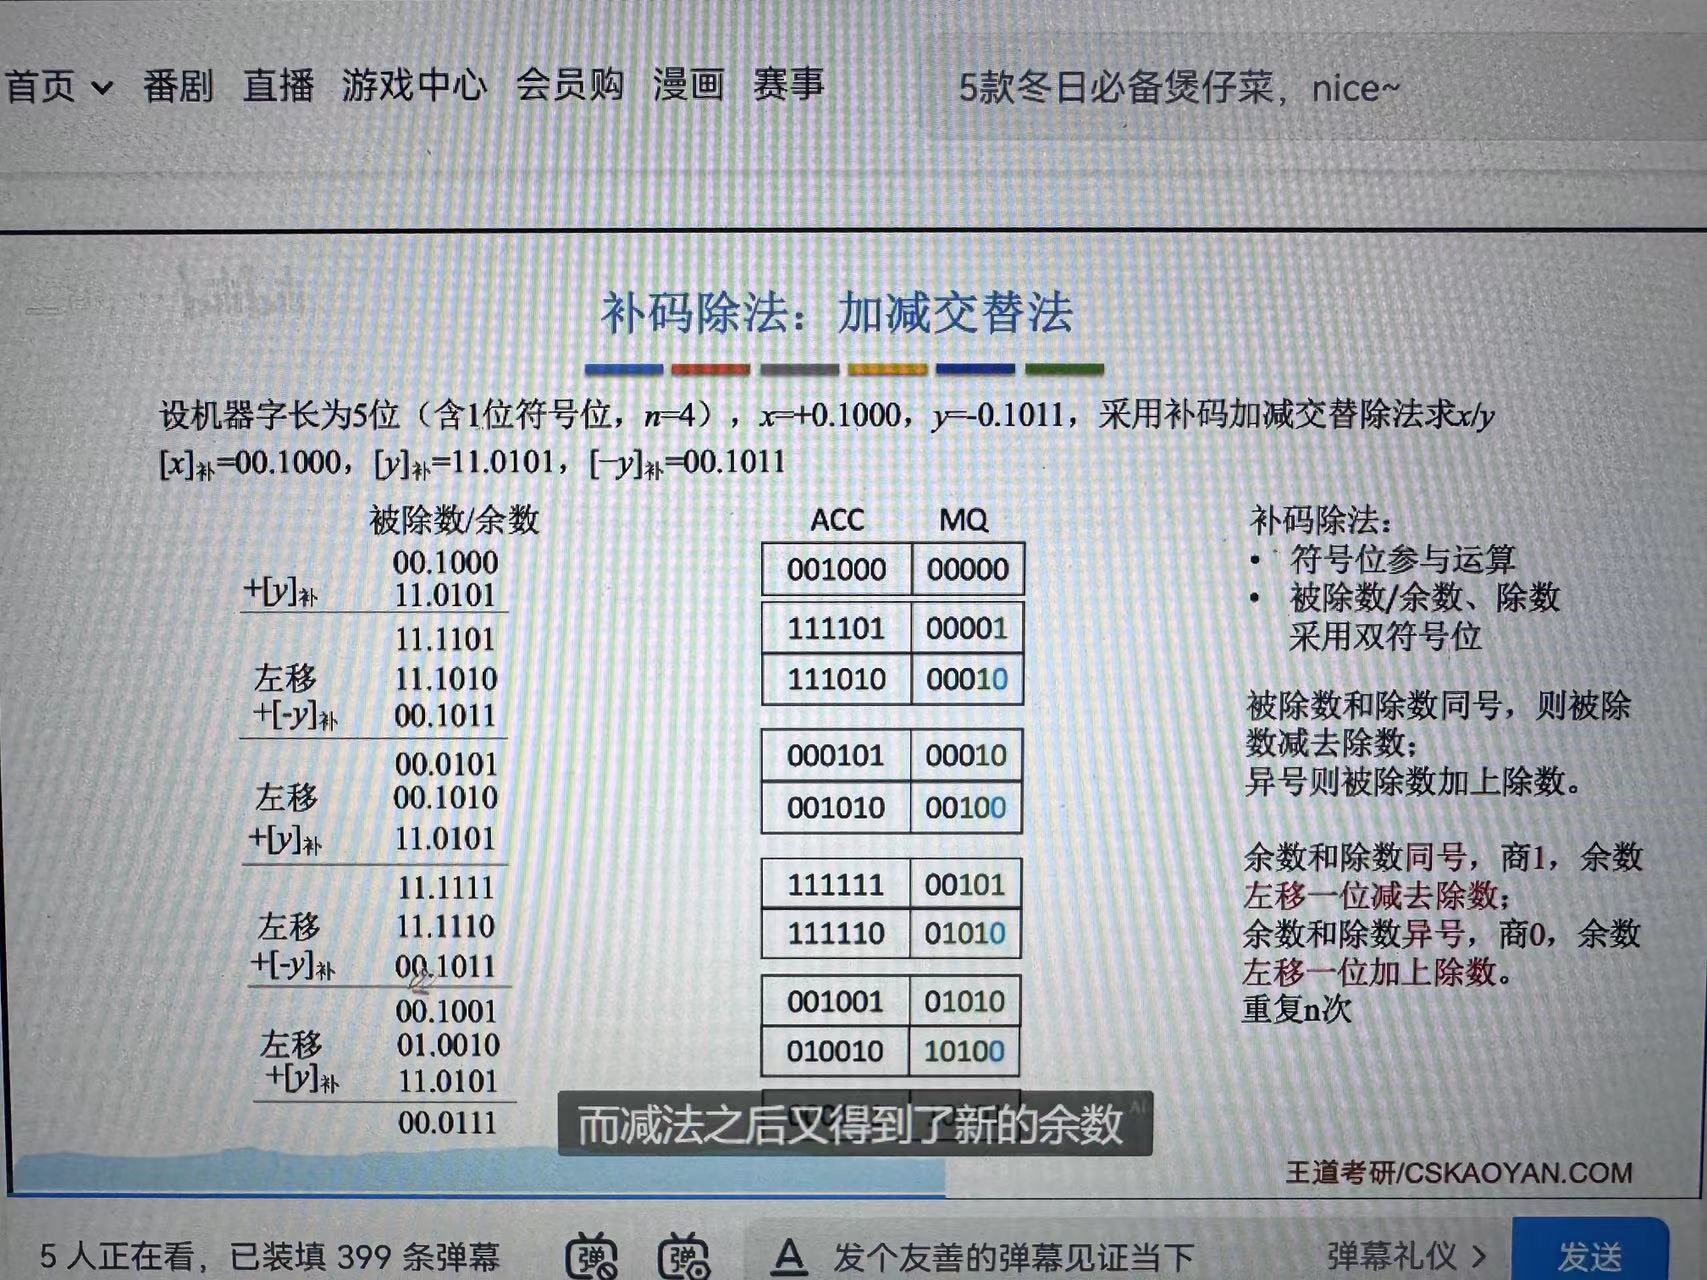 首页 番剧 直播 游戏中心 会员购 漫画 赛事 5款冬日必备煲仔菜，nice~
补码除法：加减交替法
设机器字长为5位（含1位符号位，n=4），x=+0.1000，y=-0.1011，采用补码加减交替除法求x/y
[x]补=00.1000，[y]补=11.0101，[-y]补=00.1011
被除数/余数
00.1000
+[y]补 11.0101
11.1101
左移 11.1010
+[-y]补 00.1011
00.0101
左移 00.1010
+[y]补 11.0101
11.1111
左移 11.1110
+[-y]补 00.1011
00.1001
左移 01.0010
+[y]补 11.0101
00.0111
ACC MQ
001000 00000
111101 00001
111010 00010
000101 00010
001010 00100
111111 00101
111110 01010
001001 01010
010010 10100
补码除法：
• 符号位参与运算
• 被除数/余数、除数
采用双符号位
被除数和除数同号，则被除
数减去除数；
异号则被除数加上除数。
余数和除数同号，商1，余数
左移一位减去除数；
余数和除数异号，商0，余数
左移一位加上除数。
重复n次
而减法之后又得到了新的余数
王道考研/CSKAOYAN.COM
5 人正在看，已装填 399 条弹幕 弹 弹 A 发个友善的弹幕见证当下 弹幕礼仪 > 发送